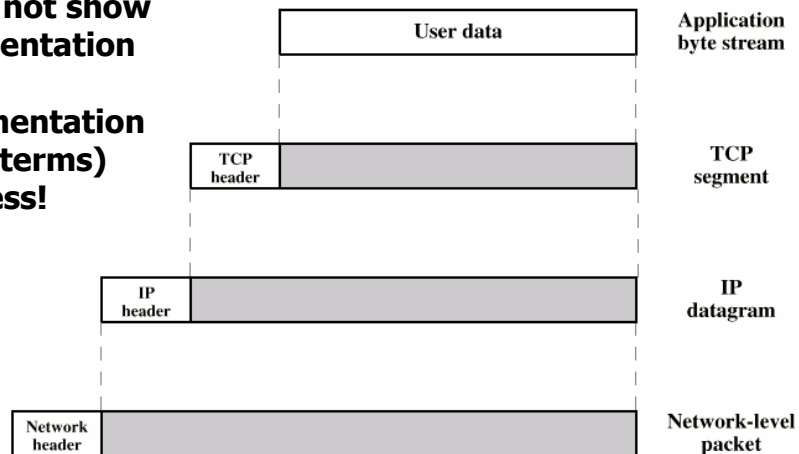 not show
entation
nentation
terms)
ess!
User data
Application
byte stream
TCP
header
TCP
segment
IP
header
IP
datagram
Network
header
Network-level
packet